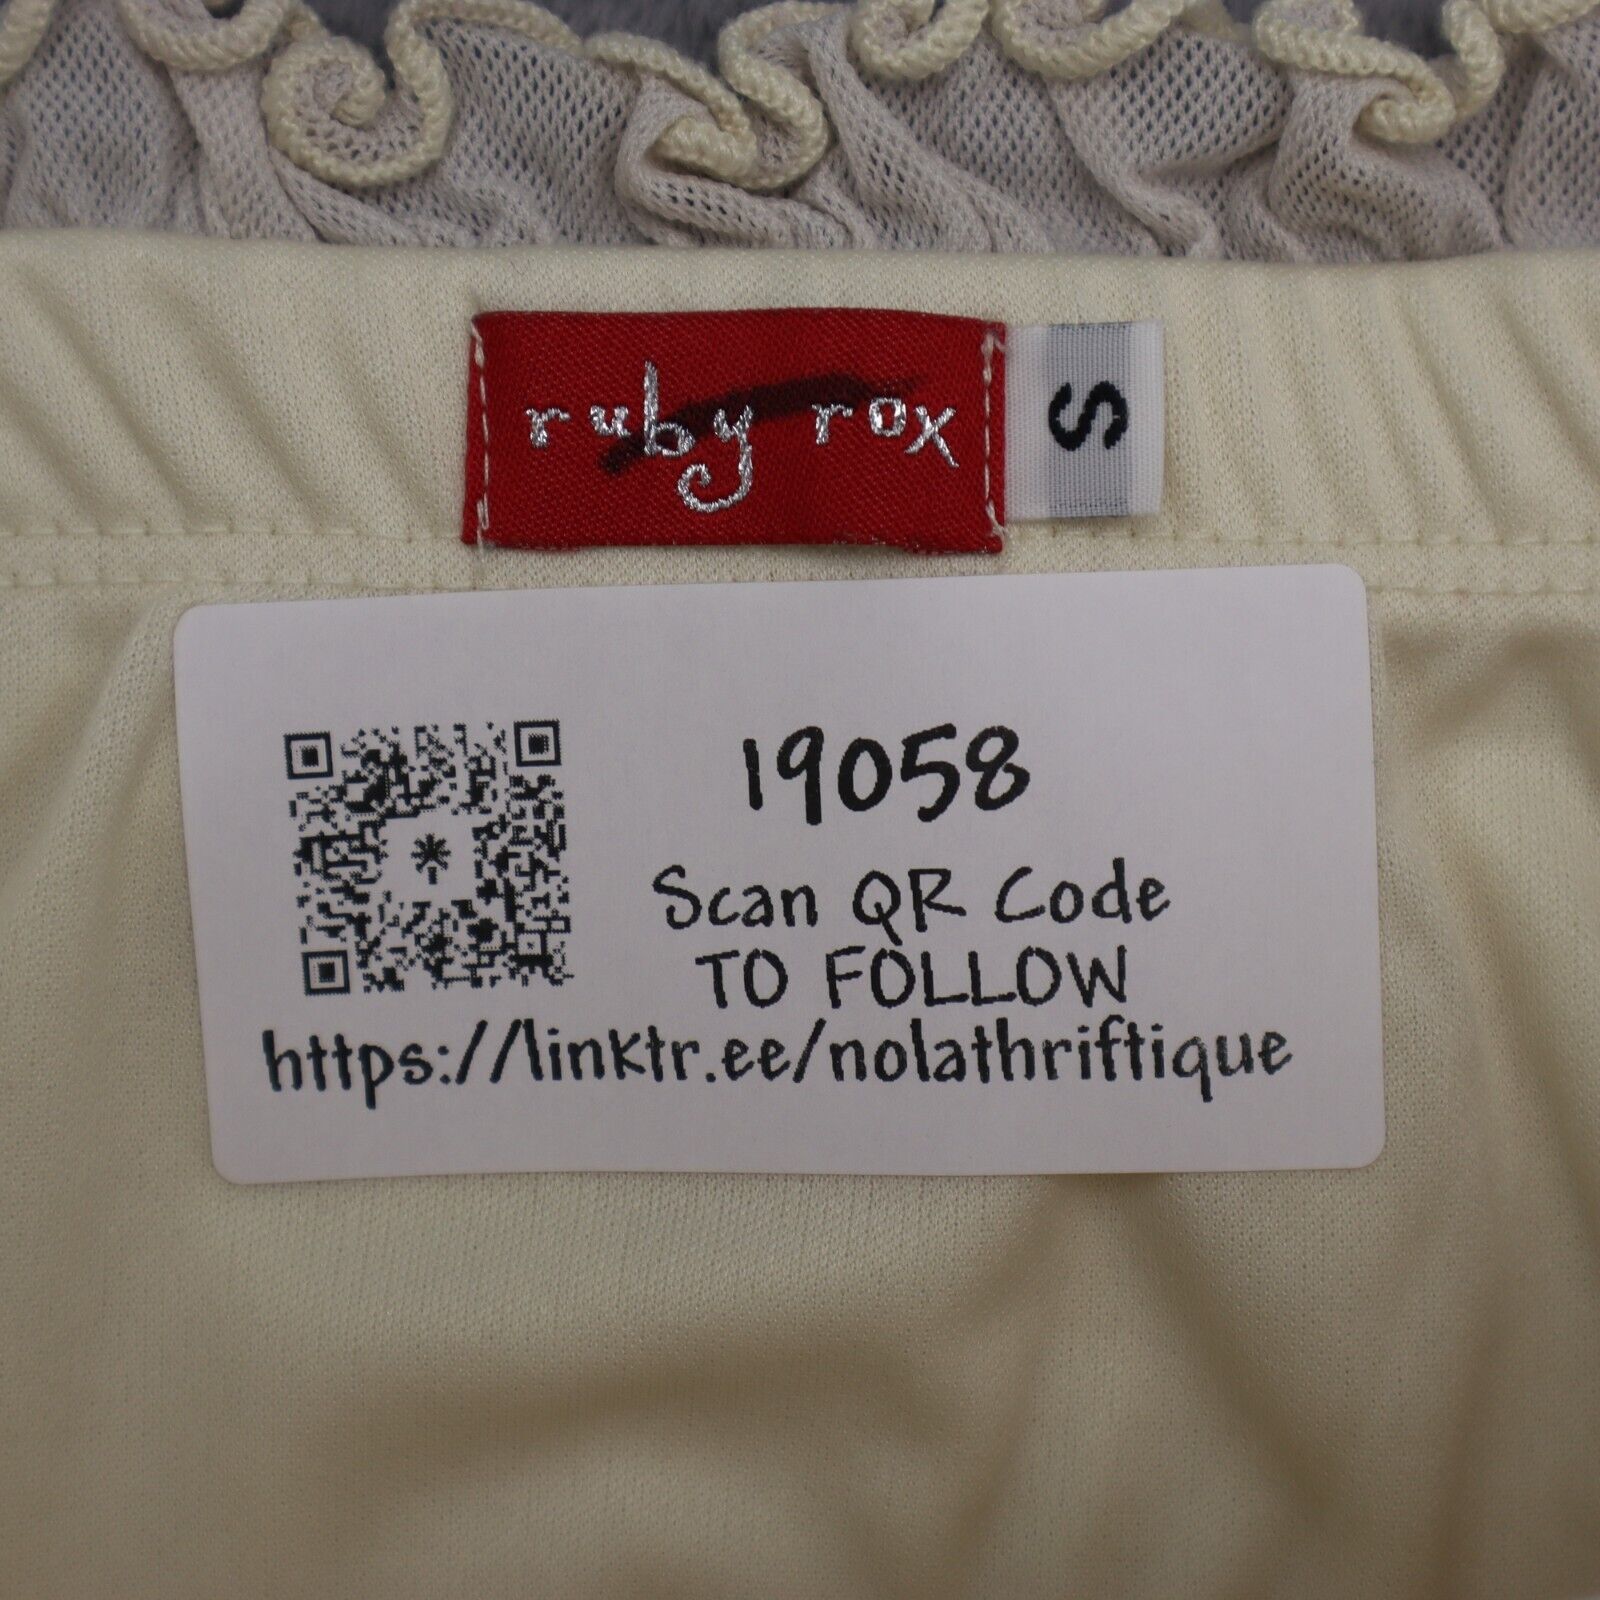 ruby rox
S
19058
Scan QR Code
TO FOLLOW
https://linktr.ee/nolathriftique